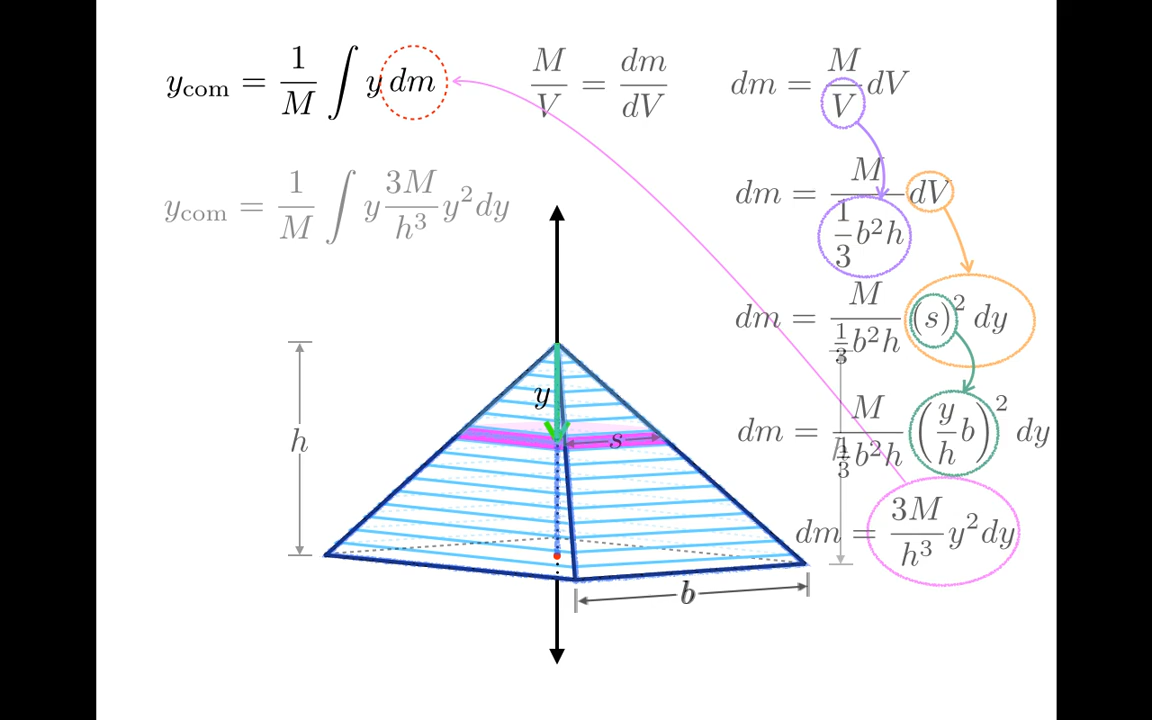 y_com = 1/M ∫ y dm
M/V = dm/dV
dm = M/V dV
dm = M/(1/3 b²h) dV
y_com = 1/M ∫ y 3M/h³ y² dy
dm = M/(1/3 b²h) (s)² dy
dm = M/(1/3 b²h) (y/h b)² dy
dm = 3M/h³ y² dy
y
h
s
h
b